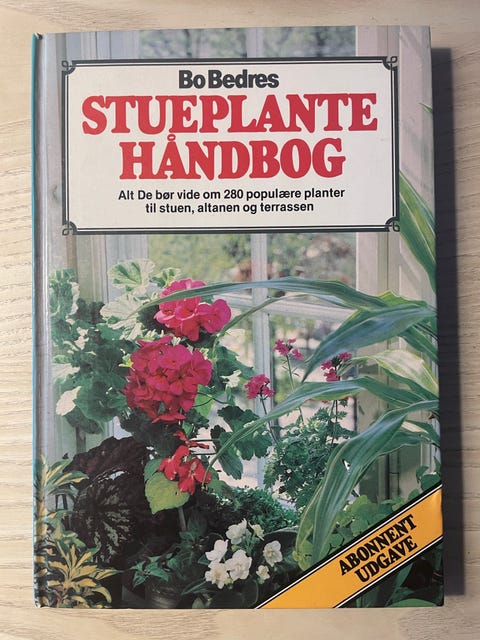 Bo Bedres
STUEPLANTE
HÅNDBOG
Alt De bør vide om 280 populære planter
til stuen, altanen og terrassen
ABONNENT
UDGAVE